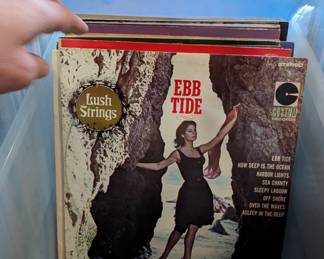 STEREO
Lush
Strings
EBB
TIDE
CUSTOM
EBB TIDE
HOW DEEP IS THE OCEAN
HARBOR LIGHTS
SEA CHANTY
SLEEPY LAGOON
OFF SHORE
OVER THE WAVES
ASLEEP IN THE DEEP